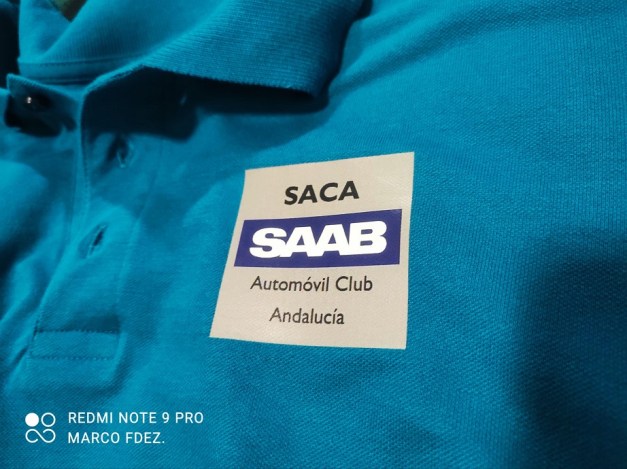 SACA
SAAB
Automóvil Club
Andalucía
REDMI NOTE 9 PRO
MARCO FDEZ.